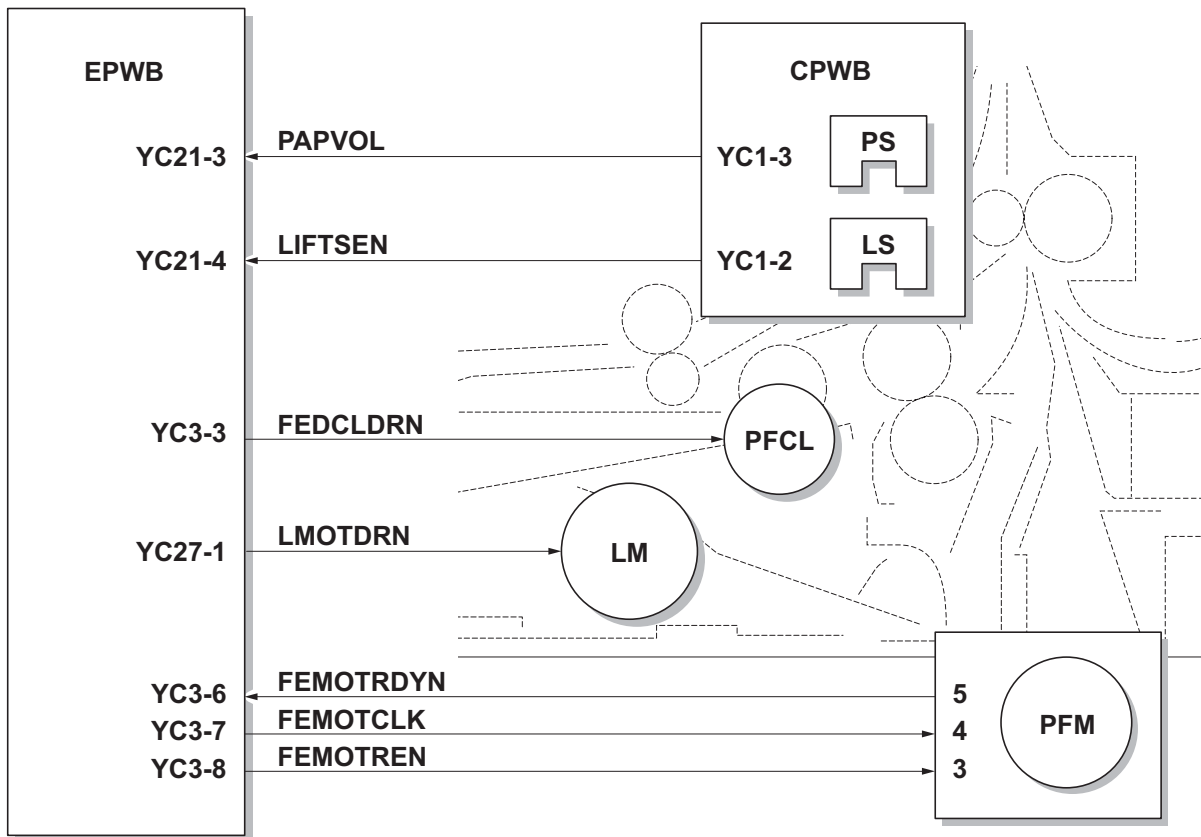 EPWB
CPWB
YC21-3 PAPVOL YC1-3 PS
YC21-4 LIFTSEN YC1-2 LS
YC3-3 FEDCLDRN PFCL
YC27-1 LMOTDRN LM
YC3-6 FEMOTRDYN 5
YC3-7 FEMOTCLK 4 PFM
YC3-8 FEMOTREN 3